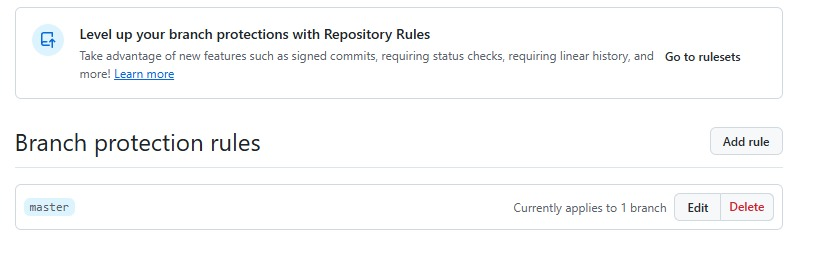 Level up your branch protections with Repository Rules
Take advantage of new features such as signed commits, requiring status checks, requiring linear history, and
more! Learn more
Go to rulesets
Branch protection rules
Add rule
master
Currently applies to 1 branch
Edit
Delete